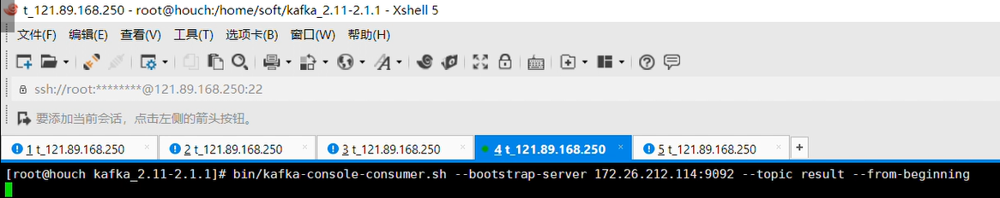 t_121.89.168.250 - root@houch:/home/soft/kafka_2.11-2.1.1 - Xshell 5
文件(F) 编辑(E) 查看(V) 工具(T) 选项卡(B) 窗口(W) 帮助(H)
ssh://root:********@121.89.168.250:22
要添加当前会话，点击左侧的箭头按钮。
1 t_121.89.168.250 × 2 t_121.89.168.250 × 3 t_121.89.168.250 × 4 t_121.89.168.250 × 5 t_121.89.168.250 × +
[root@houch kafka_2.11-2.1.1]# bin/kafka-console-consumer.sh --bootstrap-server 172.26.212.114:9092 --topic result --from-beginning